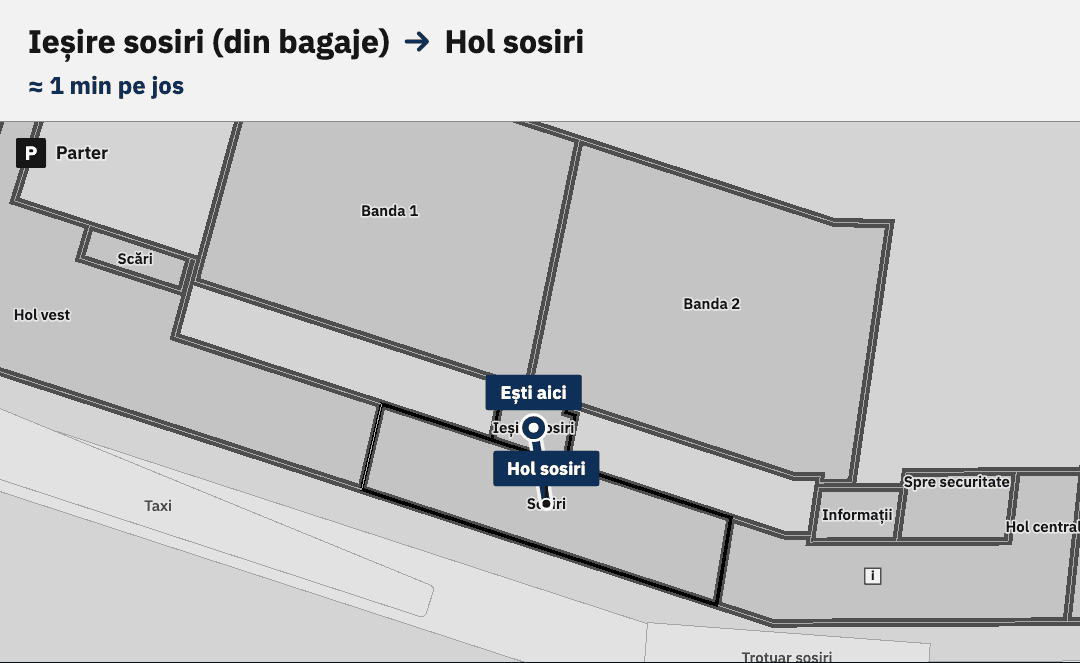 Ieșire sosiri (din bagaje) → Hol sosiri
≈ 1 min pe jos
P Parter
Banda 1
Scări
Banda 2
Hol vest
Ești aici
Hol sosiri
Spre securitate
Taxi
Informații
Hol central
i
Trotuar sosiri